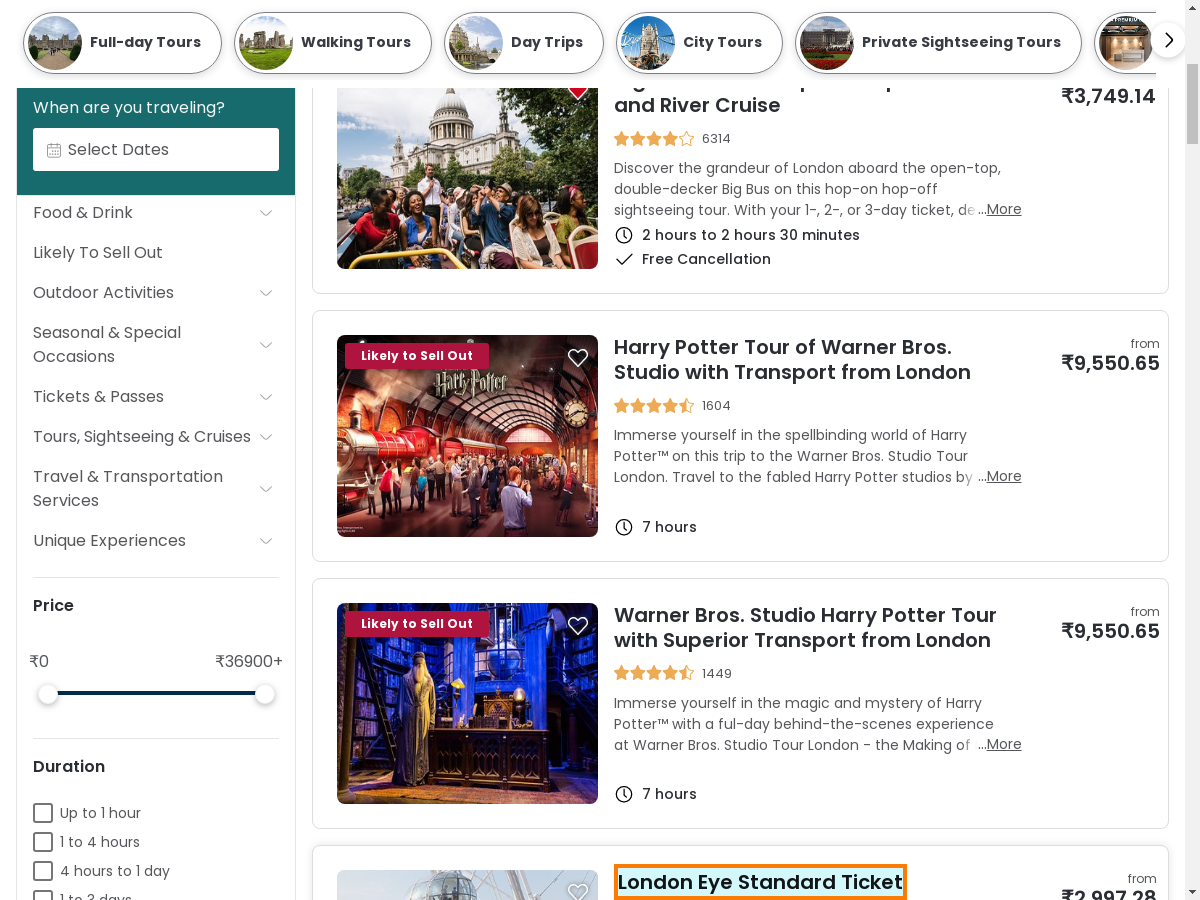 Full-day Tours
Walking Tours
Day Trips
City Tours
Private Sightseeing Tours
When are you traveling?
Select Dates
Food & Drink
Likely To Sell Out
Outdoor Activities
Seasonal & Special
Occasions
Tickets & Passes
Tours, Sightseeing & Cruises
Travel & Transportation
Services
Unique Experiences
Price
₹0
₹36900+
Duration
Up to 1 hour
1 to 4 hours
4 hours to 1 day
1 to 3 days
and River Cruise
₹3,749.14
6314
Discover the grandeur of London aboard the open-top,
double-decker Big Bus on this hop-on hop-off
sightseeing tour. With your 1-, 2-, or 3-day ticket, de ...More
2 hours to 2 hours 30 minutes
Free Cancellation
Likely to Sell Out
Harry Potter
Harry Potter Tour of Warner Bros.
Studio with Transport from London
from
₹9,550.65
1604
Immerse yourself in the spellbinding world of Harry
Potter™ on this trip to the Warner Bros. Studio Tour
London. Travel to the fabled Harry Potter studios by ...More
7 hours
Likely to Sell Out
Warner Bros. Studio Harry Potter Tour
with Superior Transport from London
from
₹9,550.65
1449
Immerse yourself in the magic and mystery of Harry
Potter™ with a ful-day behind-the-scenes experience
at Warner Bros. Studio Tour London - the Making of ...More
7 hours
London Eye Standard Ticket
from
₹2,997.28